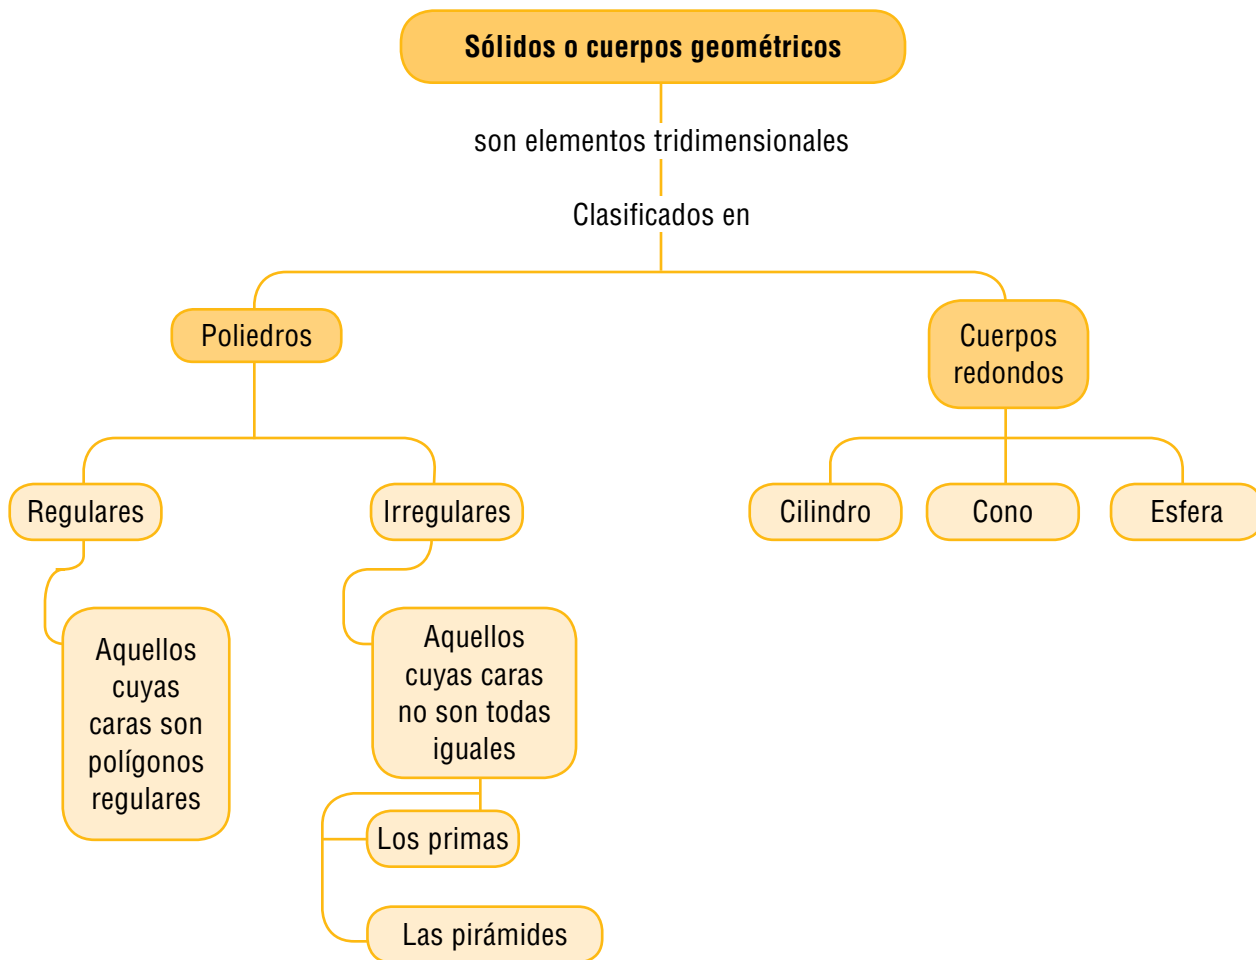 Sólidos o cuerpos geométricos
son elementos tridimensionales
Clasificados en
Poliedros
Cuerpos
redondos
Regulares
Irregulares
Cilindro
Cono
Esfera
Aquellos
cuyas
caras son
polígonos
regulares
Aquellos
cuyas caras
no son todas
iguales
Los primas
Las pirámides